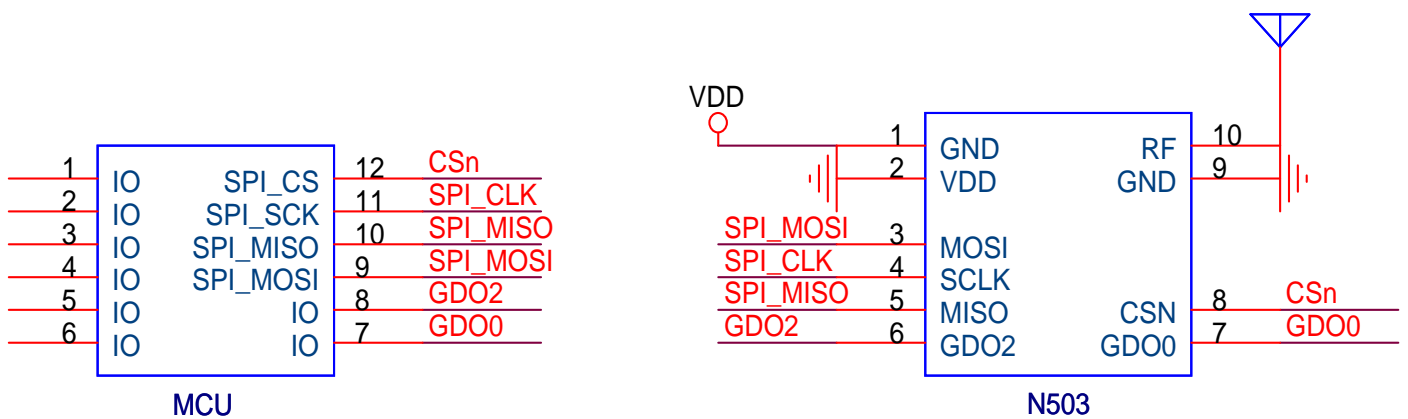 VDD
1 IO SPI_CS 12 CSn
2 IO SPI_SCK 11 SPI_CLK
3 IO SPI_MISO 10 SPI_MISO
4 IO SPI_MOSI 9 SPI_MOSI
5 IO IO 8 GDO2
6 IO IO 7 GDO0
MCU
1 GND RF 10
2 VDD GND 9
SPI_MOSI 3 MOSI
SPI_CLK 4 SCLK
SPI_MISO 5 MISO CSN 8 CSn
GDO2 6 GDO2 GDO0 7 GDO0
N503